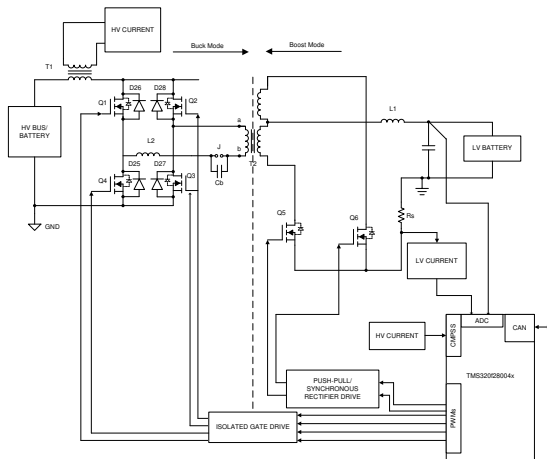 HV CURRENT
Buck Mode
Boost Mode
T1
D26
D28
Q1
Q2
HV BUS/
BATTERY
L2
a
b
J
Cb
T2
L1
LV BATTERY
D25
D27
Q4
Q3
GND
Q5
Q6
Rs
LV CURRENT
HV CURRENT
CMPSS
ADC
CAN
TMS320f28004x
PUSH-PULL/
SYNCHRONOUS
RECTIFIER DRIVE
PWMs
ISOLATED GATE DRIVE